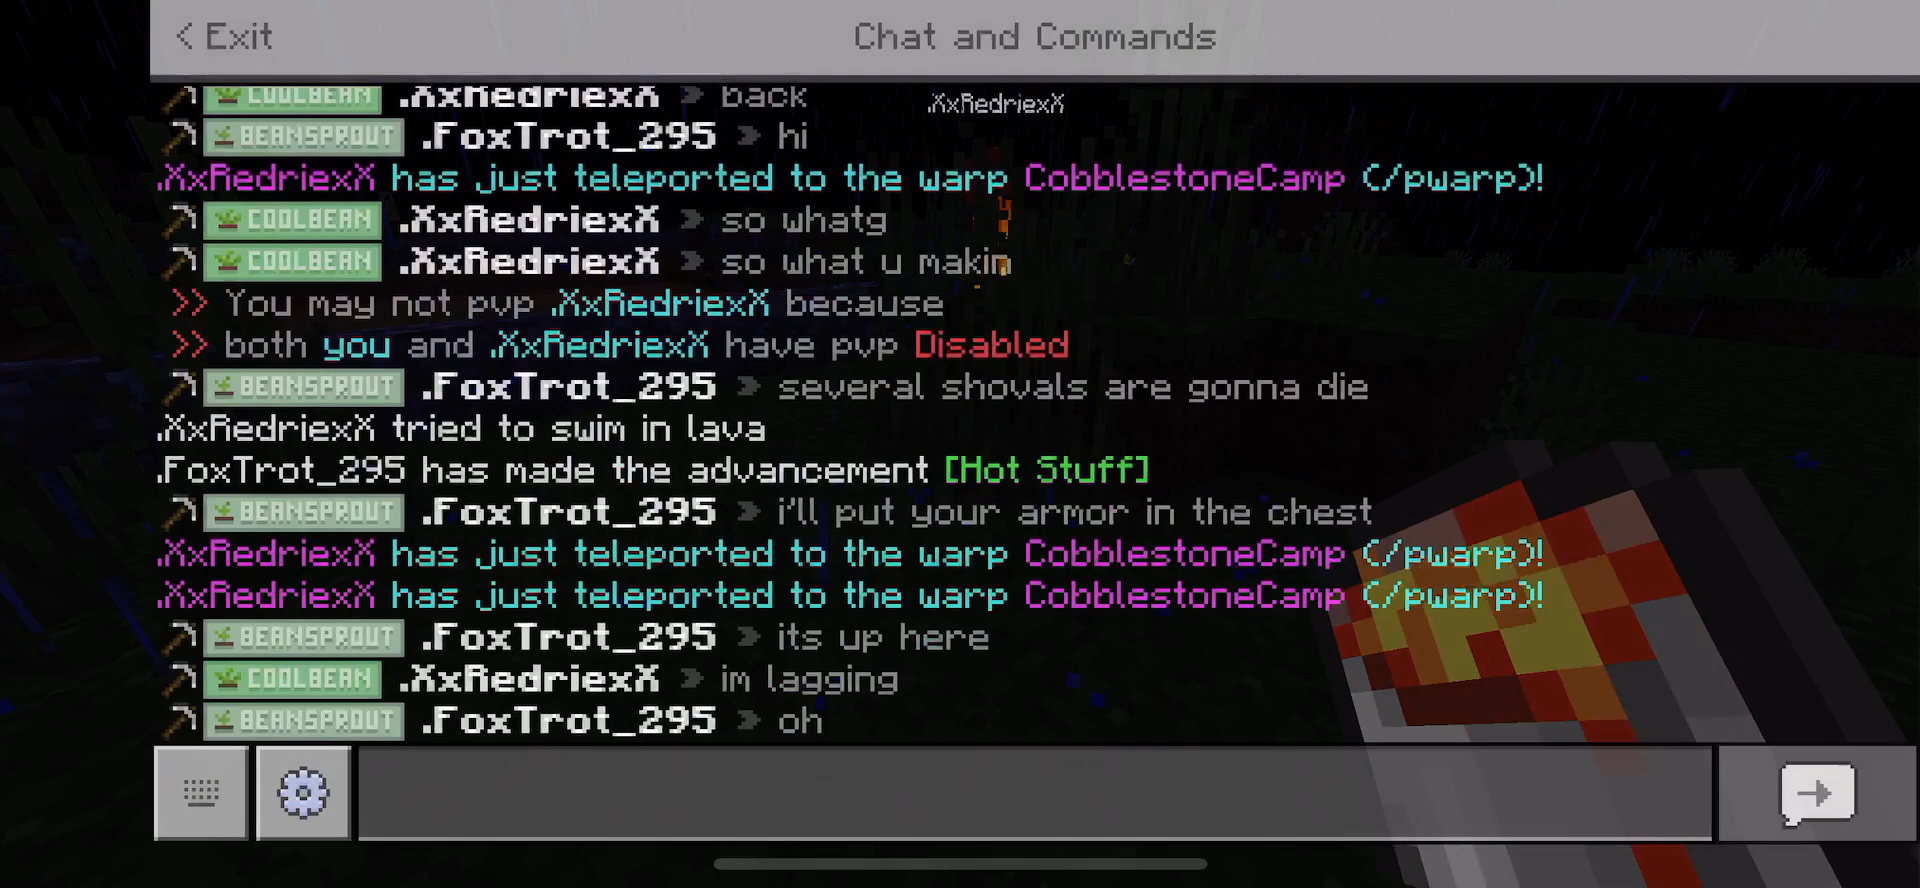 < Exit
Chat and Commands
COOLBEAN .XxRedriexX back
.XxRedriexX
BEANSPROUT .FoxTrot_295 hi
.XxRedriexX has just teleported to the warp CobblestoneCamp (/pwarp)!
COOLBEAN .XxRedriexX so whatg
COOLBEAN .XxRedriexX so what u makin
>> You may not pvp .XxRedriexX because
>> both you and .XxRedriexX have pvp Disabled
BEANSPROUT .FoxTrot_295 several shovals are gonna die
.XxRedriexX tried to swim in lava
.FoxTrot_295 has made the advancement [Hot Stuff]
BEANSPROUT .FoxTrot_295 i'll put your armor in the chest
.XxRedriexX has just teleported to the warp CobblestoneCamp (/pwarp)!
.XxRedriexX has just teleported to the warp CobblestoneCamp (/pwarp)!
BEANSPROUT .FoxTrot_295 its up here
COOLBEAN .XxRedriexX im lagging
BEANSPROUT .FoxTrot_295 oh